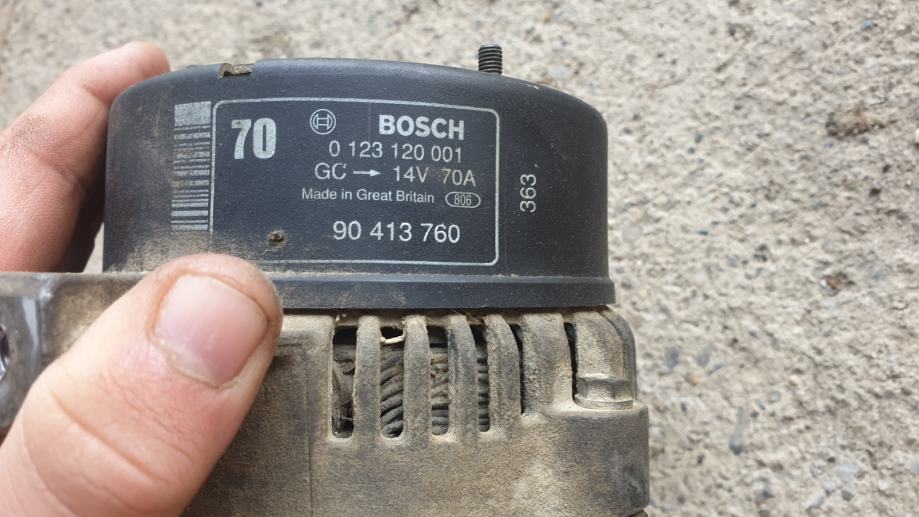 70
BOSCH
0 123 120 001
GC → 14V 70A
Made in Great Britain 806
90 413 760
363